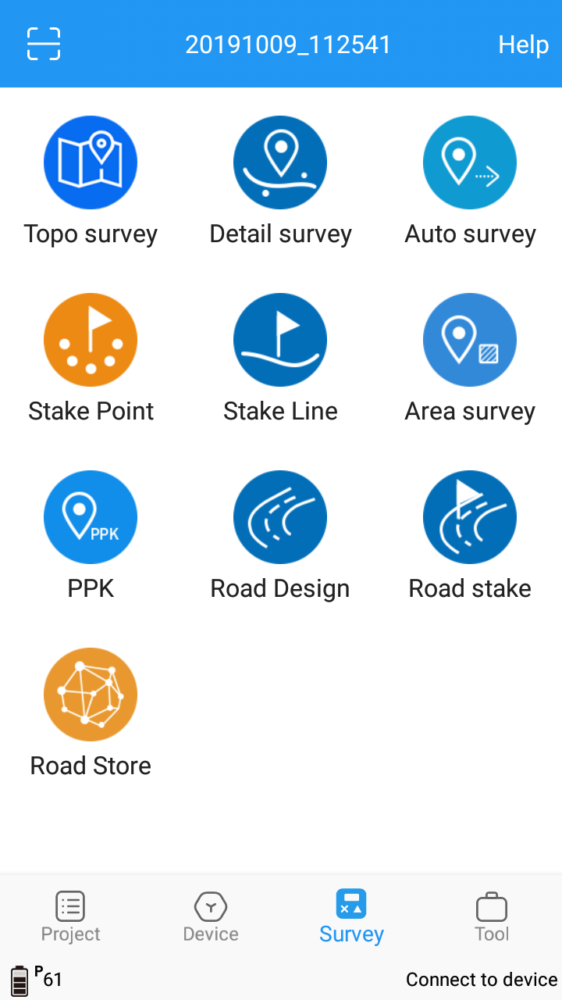 20191009_112541 Help
Topo survey Detail survey Auto survey
Stake Point Stake Line Area survey
PPK
PPK Road Design Road stake
Road Store
Project Device Survey Tool
P61 Connect to device